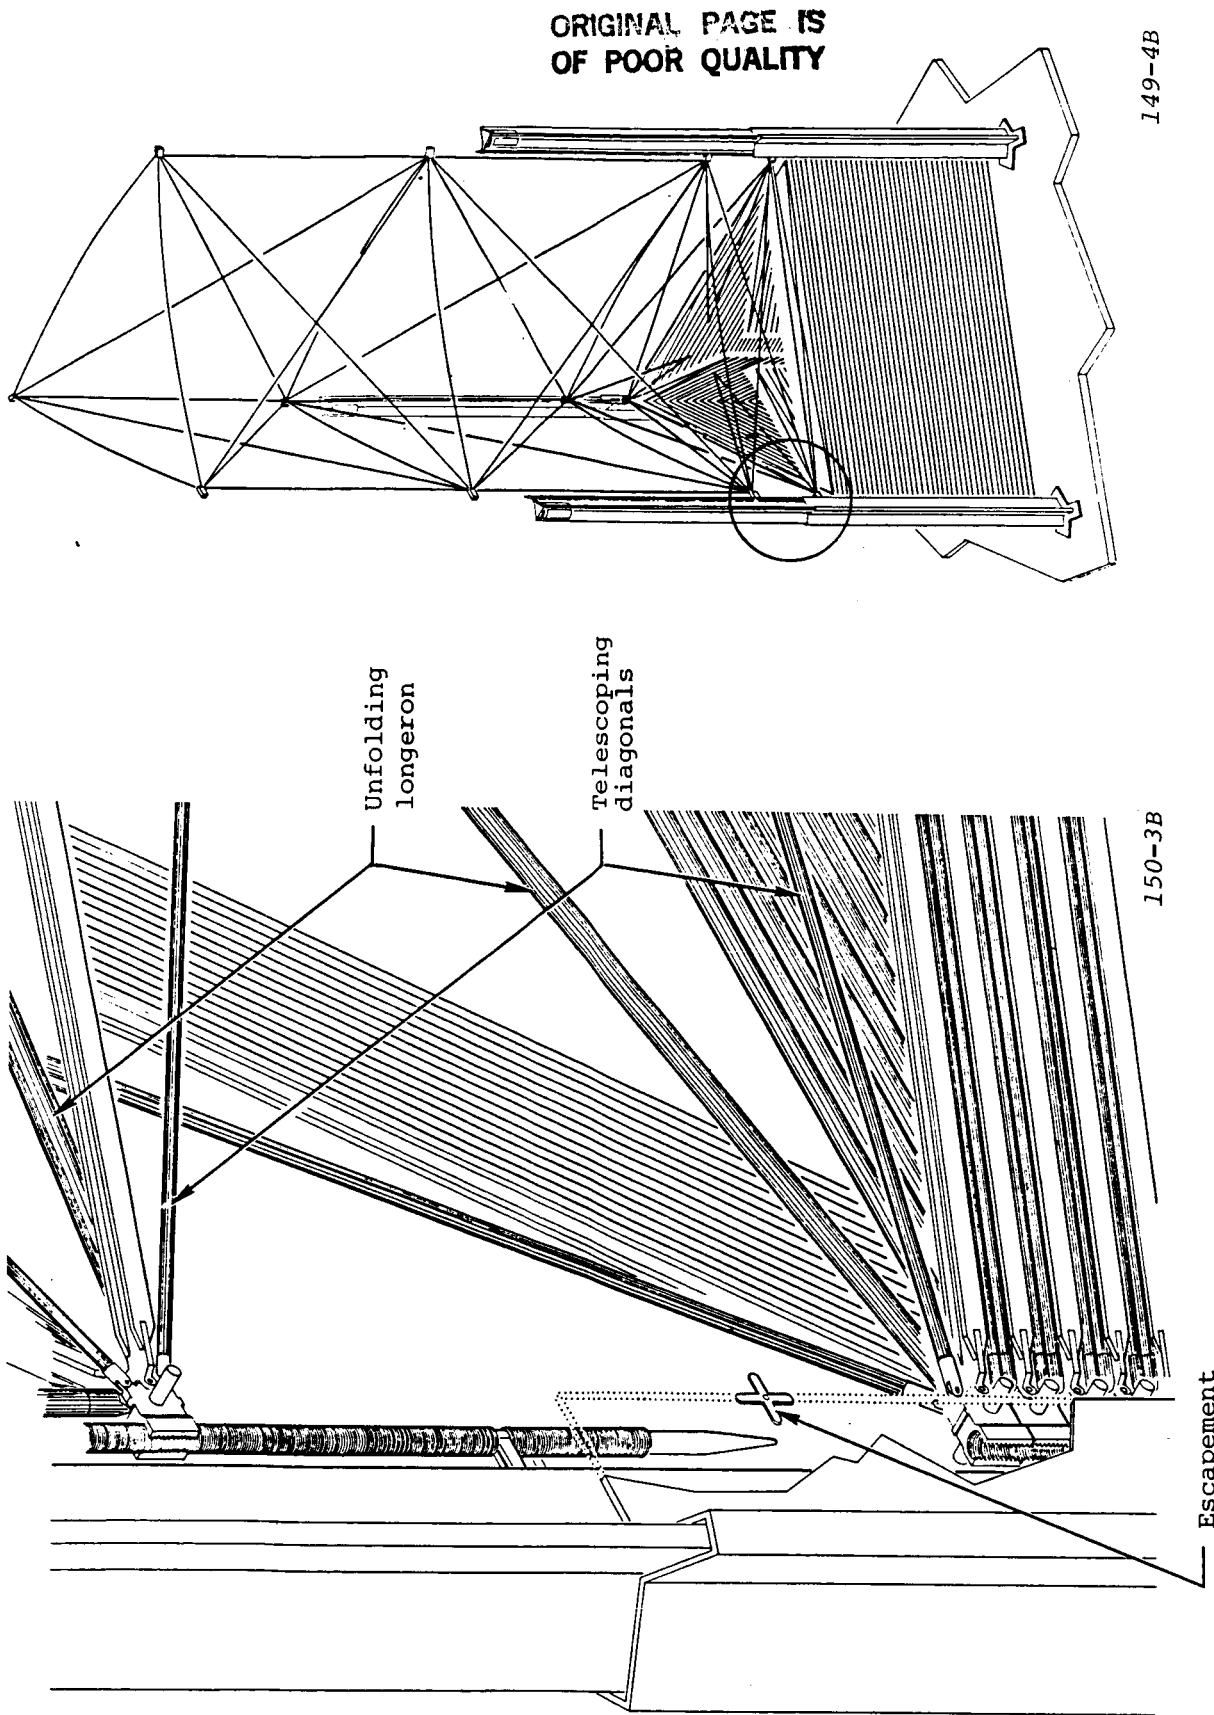 ORIGINAL PAGE IS
OF POOR QUALITY
149-4B
Unfolding
longeron
Telescoping
diagonals
150-3B
Escapement